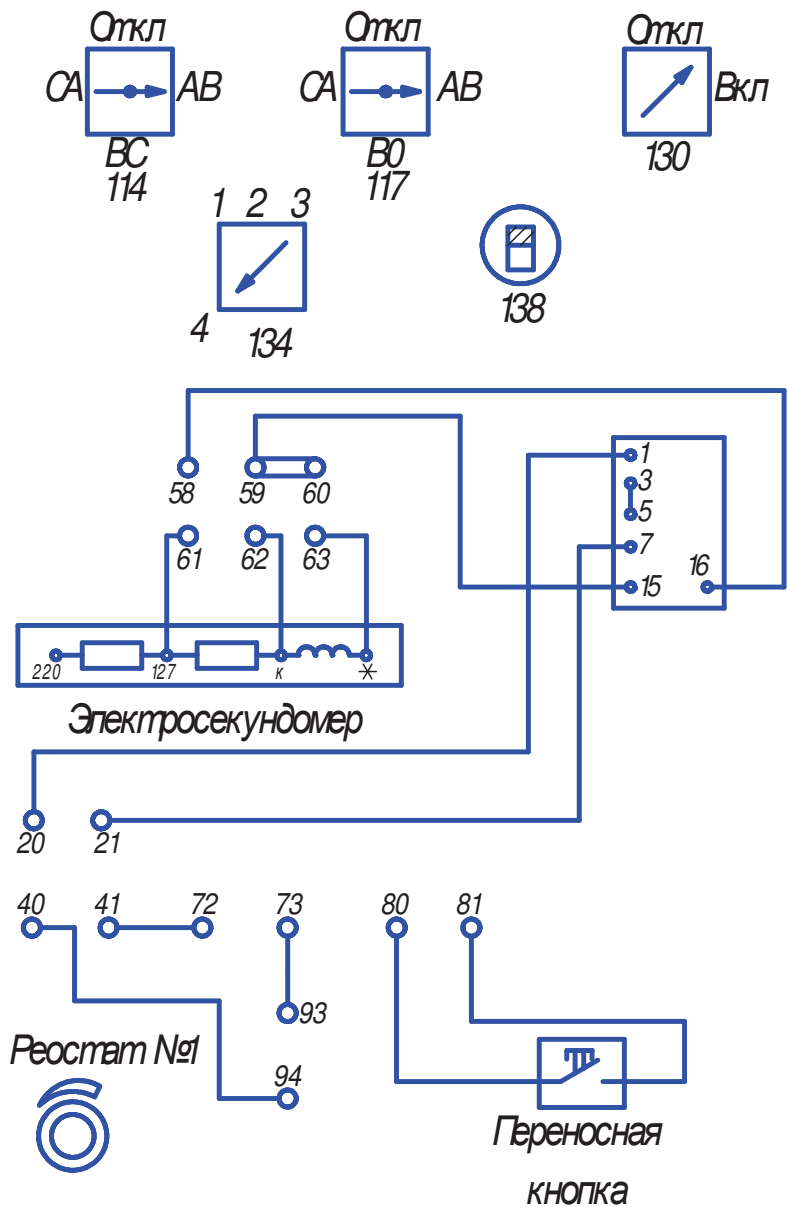 Откл Откл Откл
СА АВ СА АВ Вкл
ВС ВО 130
114 117
1 2 3
138
4 134
58 59 60 1
3
5
61 62 63 7
16
15
220 127 к *
Электросекундомер
20 21
40 41 72 73 80 81
93
Реостат №1
94
Переносная
кнопка